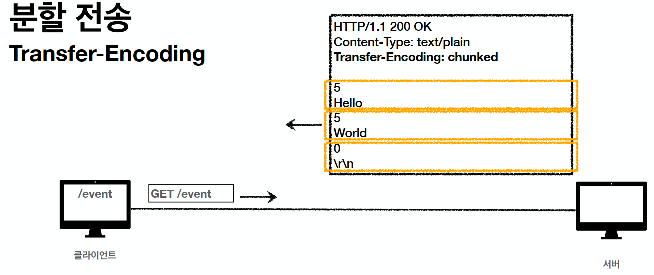 분할 전송
Transfer-Encoding
HTTP/1.1 200 OK
Content-Type: text/plain
Transfer-Encoding: chunked
5
Hello
5
World
0
\r\n
/event
GET /event
클라이언트
서버